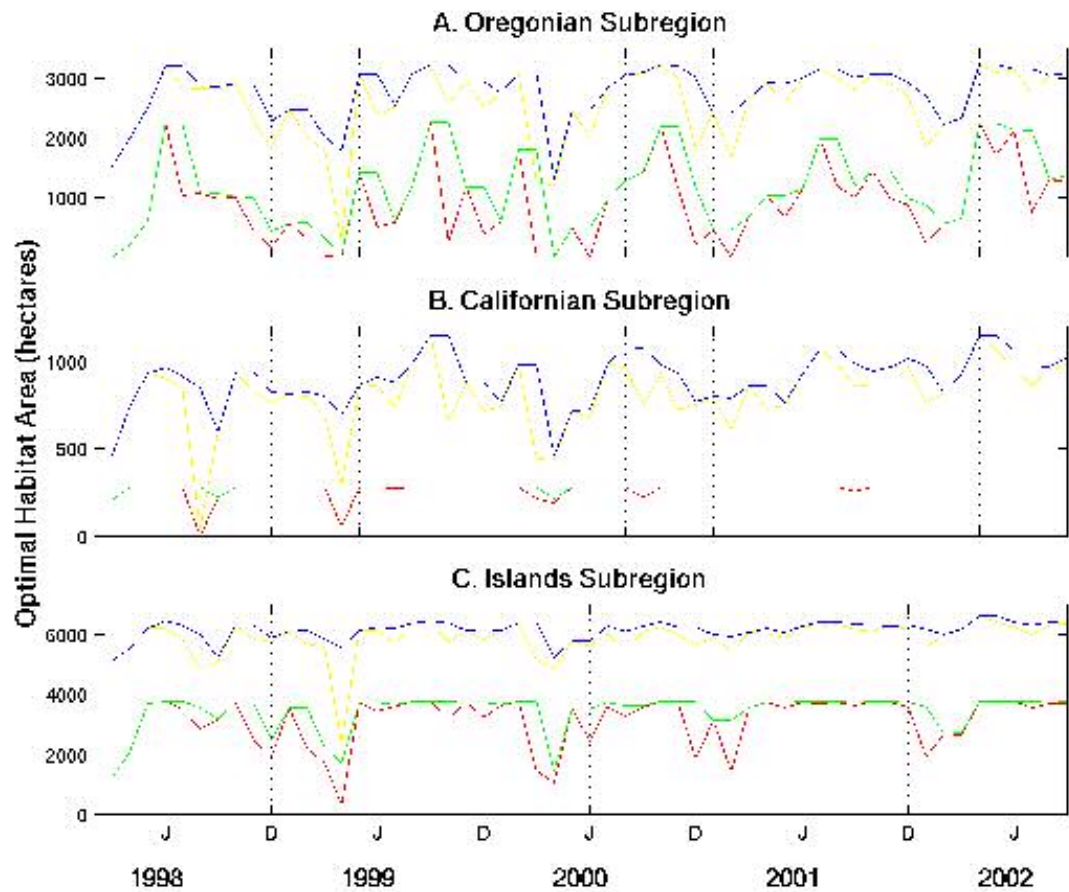 A. Oregonian Subregion
3000
2000
1000
B. Californian Subregion
1000
500
0
C. Islands Subregion
6000
4000
2000
0
Optimal Habitat Area (hectares)
J D J D J D J D J
1998 1999 2000 2001 2002